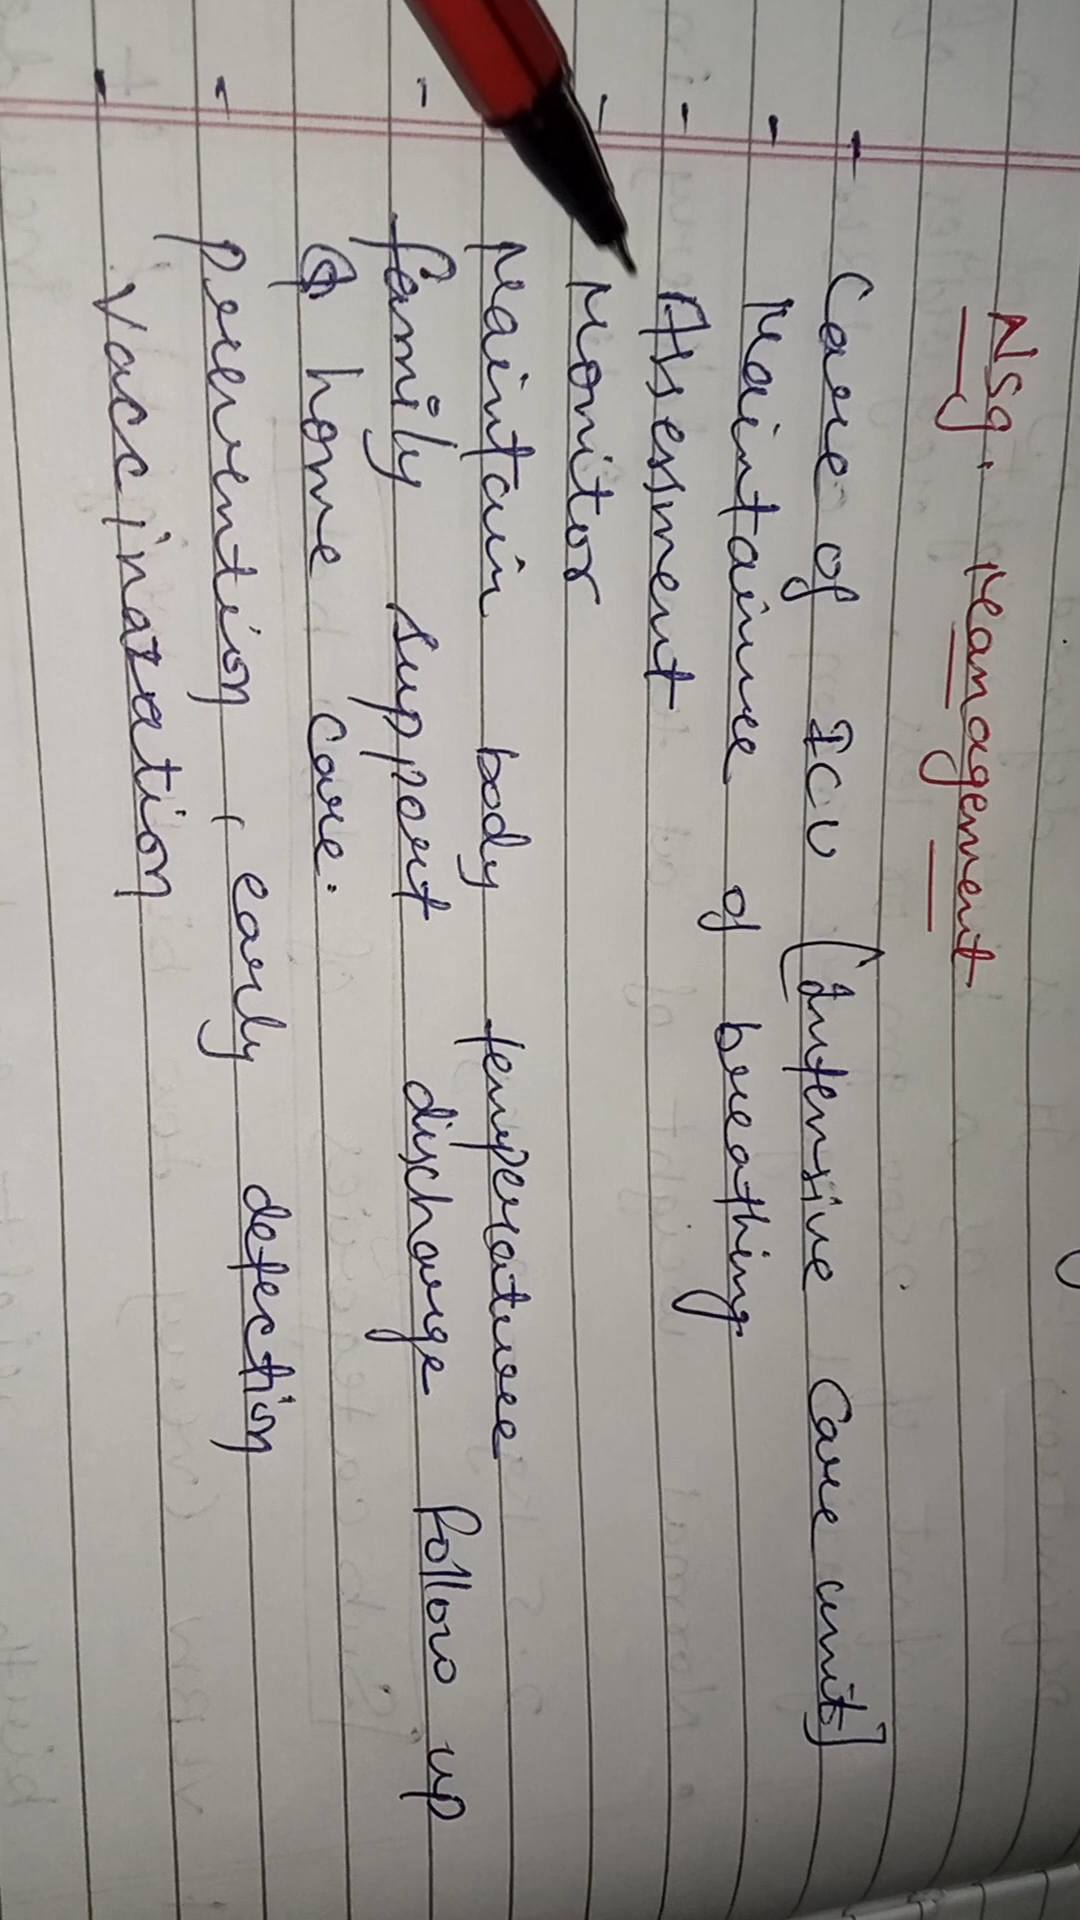 Nsg. management
- Care of ICU [Intensive Care unit]
- Maintaince of breathing
- Assessment
- Monitor
Maintain body temperature
- family support discharge follow up
& home care.
- prevention, early detection
- Vaccination